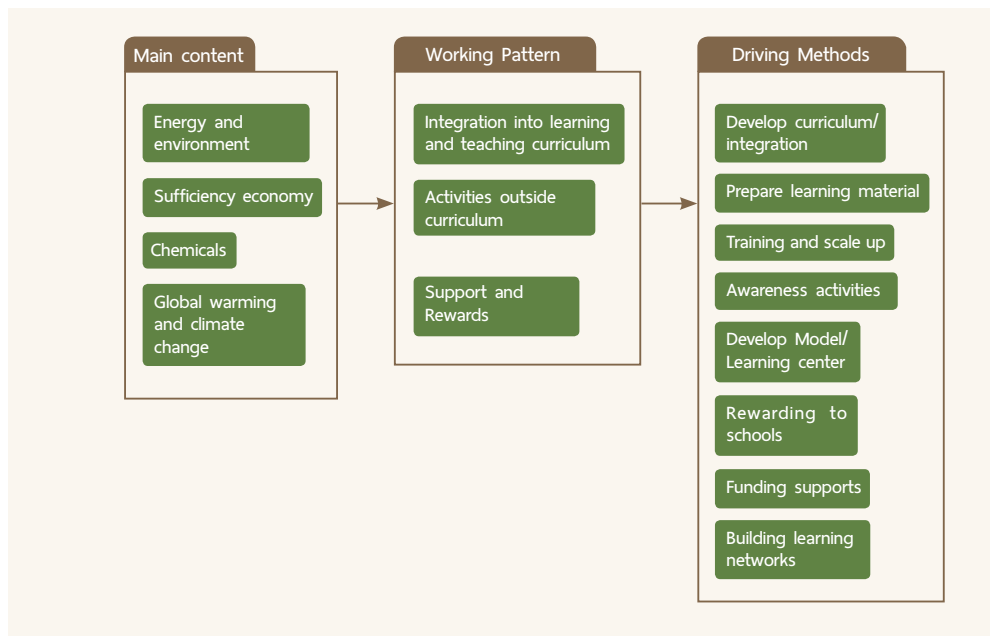 Main content
Energy and
environment
Sufficiency economy
Chemicals
Global warming
and climate
change
Working Pattern
Integration into learning
and teaching curriculum
Activities outside
curriculum
Support and
Rewards
Driving Methods
Develop curriculum/
integration
Prepare learning material
Training and scale up
Awareness activities
Develop Model/
Learning center
Rewarding to
schools
Funding supports
Building learning
networks